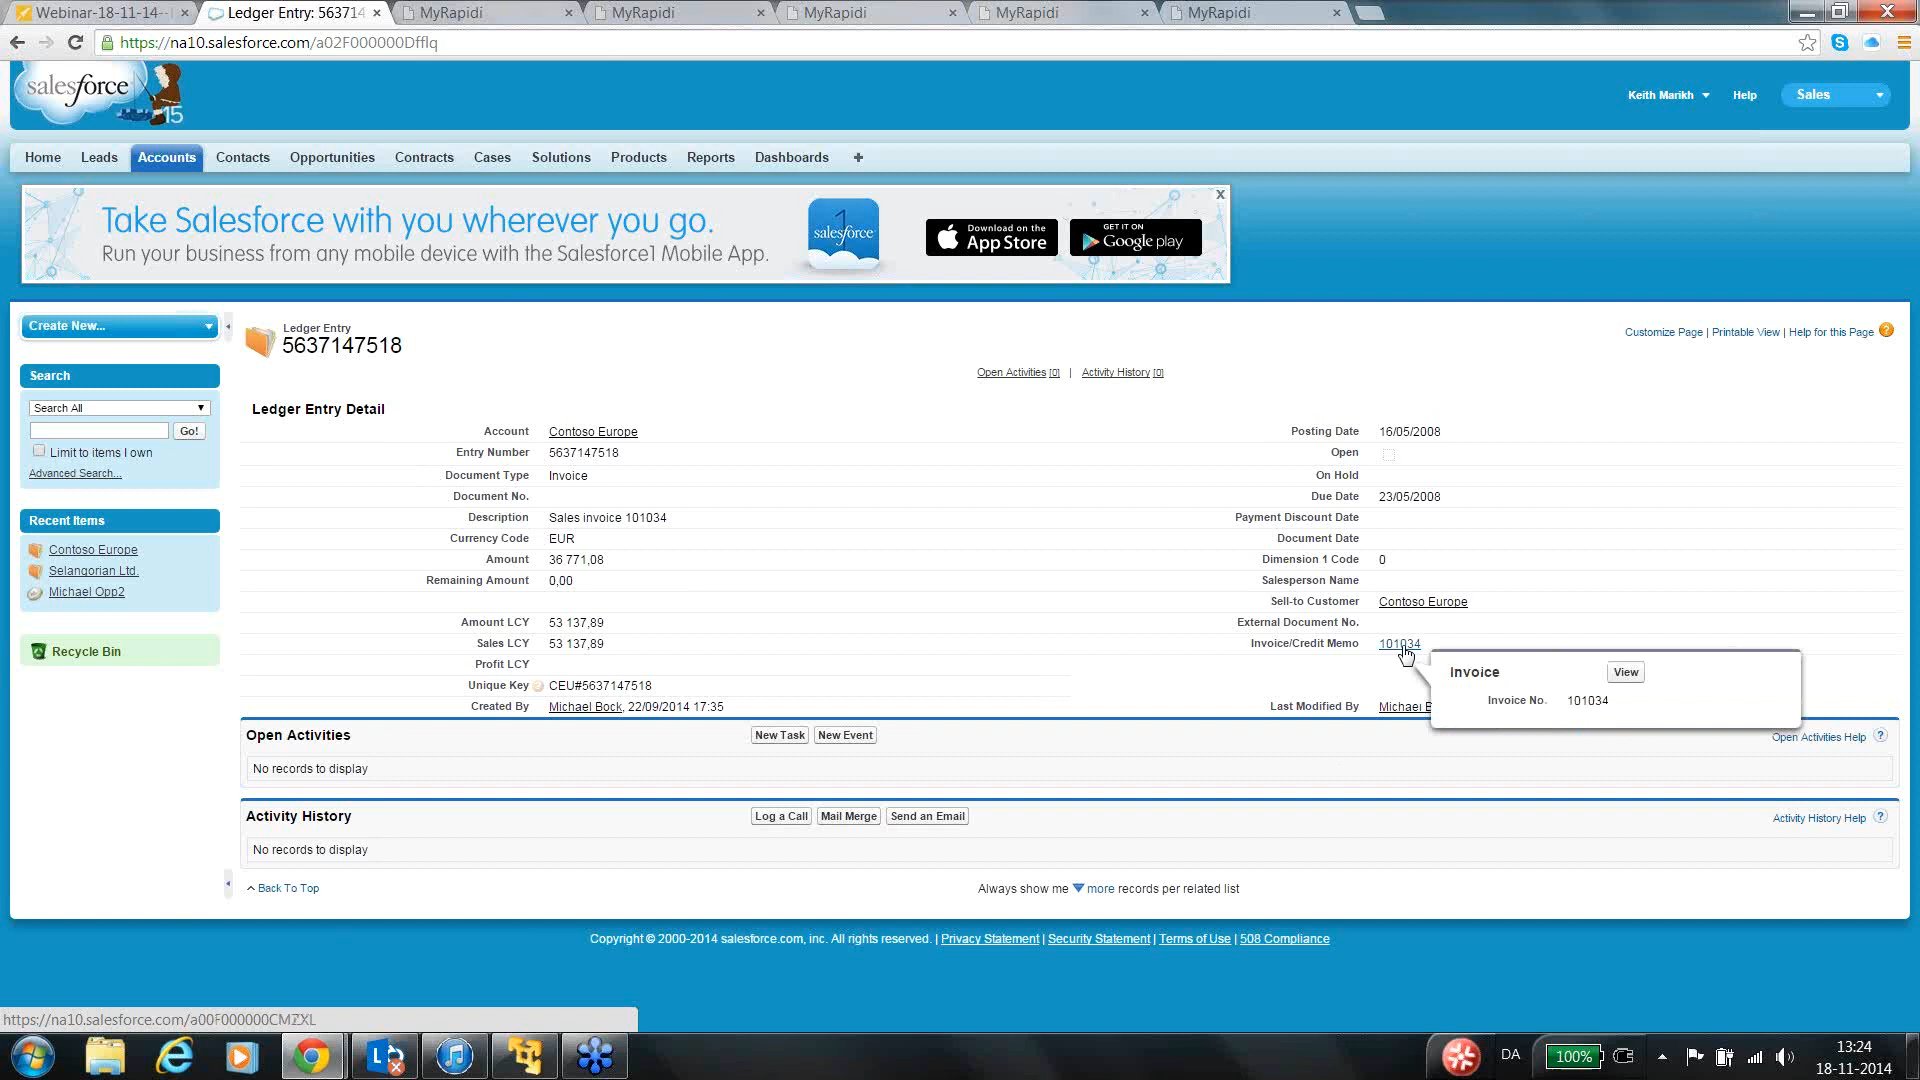 Webinar-18-11-14--
Ledger Entry: 563714
MyRapidi
MyRapidi
MyRapidi
MyRapidi
MyRapidi
https://na10.salesforce.com/a02F000000Dfflq
salesforce
15
Keith Marikh
Help
Sales
Home
Leads
Accounts
Contacts
Opportunities
Contracts
Cases
Solutions
Products
Reports
Dashboards
+
Take Salesforce with you wherever you go.
Run your business from any mobile device with the Salesforce1 Mobile App.
1
salesforce
Download on the
App Store
GET IT ON
Google play
X
Create New...
Search
Search All
Go!
Limit to items I own
Advanced Search...
Recent Items
Contoso Europe
Selangorian Ltd.
Michael Opp2
Recycle Bin
Ledger Entry
5637147518
Customize Page | Printable View | Help for this Page ?
Open Activities [0] | Activity History [0]
Ledger Entry Detail
Account Contoso Europe Posting Date 16/05/2008
Entry Number 5637147518 Open
Document Type Invoice On Hold
Document No. Due Date 23/05/2008
Description Sales invoice 101034 Payment Discount Date
Currency Code EUR Document Date
Amount 36 771,08 Dimension 1 Code 0
Remaining Amount 0,00 Salesperson Name
Sell-to Customer Contoso Europe
Amount LCY 53 137,89 External Document No.
Sales LCY 53 137,89 Invoice/Credit Memo 101034
Profit LCY
Unique Key CEU#5637147518
Created By Michael Bock, 22/09/2014 17:35 Last Modified By Michael B
Invoice View
Invoice No. 101034
Open Activities New Task New Event Open Activities Help ?
No records to display
Activity History Log a Call Mail Merge Send an Email Activity History Help ?
No records to display
Back To Top
Always show me more records per related list
Copyright © 2000-2014 salesforce.com, inc. All rights reserved. | Privacy Statement | Security Statement | Terms of Use | 508 Compliance
https://na10.salesforce.com/a00F000000CMZXL
DA
100%
13:24
18-11-2014